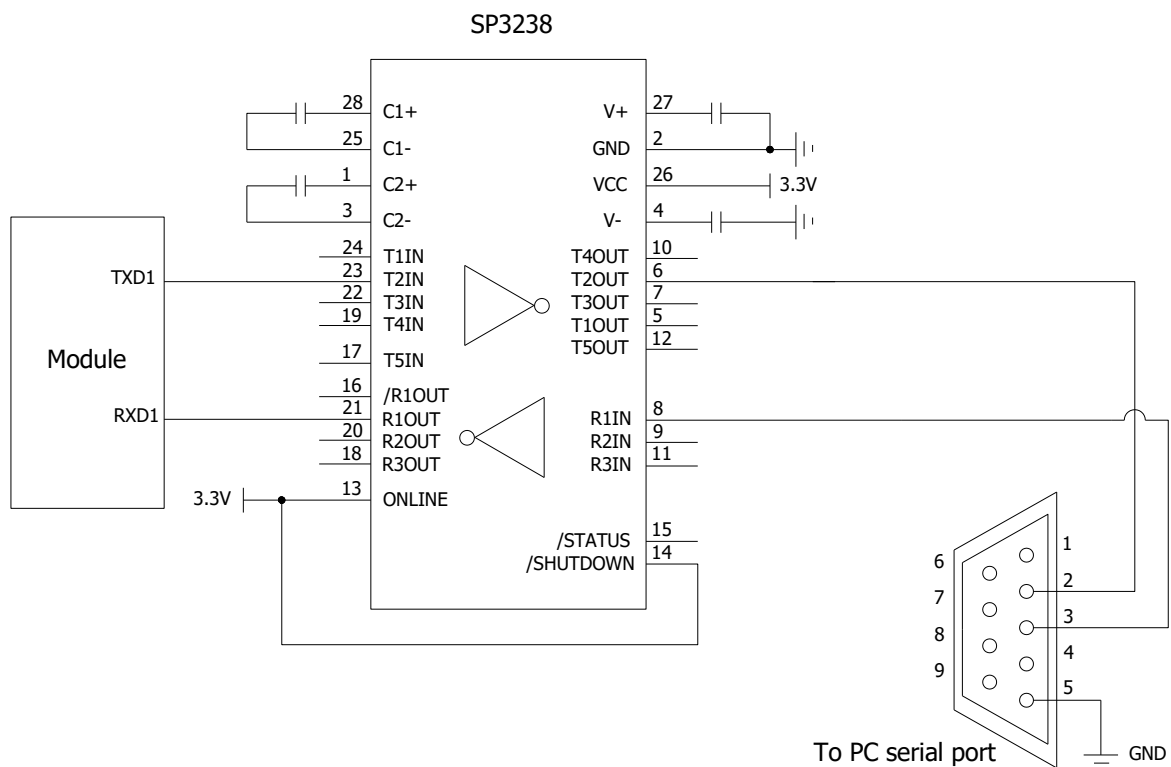 SP3238
28 C1+
25 C1-
1 C2+
3 C2-
24 T1IN
23 T2IN
22 T3IN
19 T4IN
17 T5IN
16 /R1OUT
21 R1OUT
20 R2OUT
18 R3OUT
13 ONLINE
3.3V
V+ 27
GND 2
VCC 26
3.3V
V- 4
T4OUT 10
T2OUT 6
T3OUT 7
T1OUT 5
T5OUT 12
R1IN 8
R2IN 9
R3IN 11
/STATUS 15
/SHUTDOWN 14
TXD1
Module
RXD1
1
6
2
7
3
8
4
9
5
To PC serial port
GND